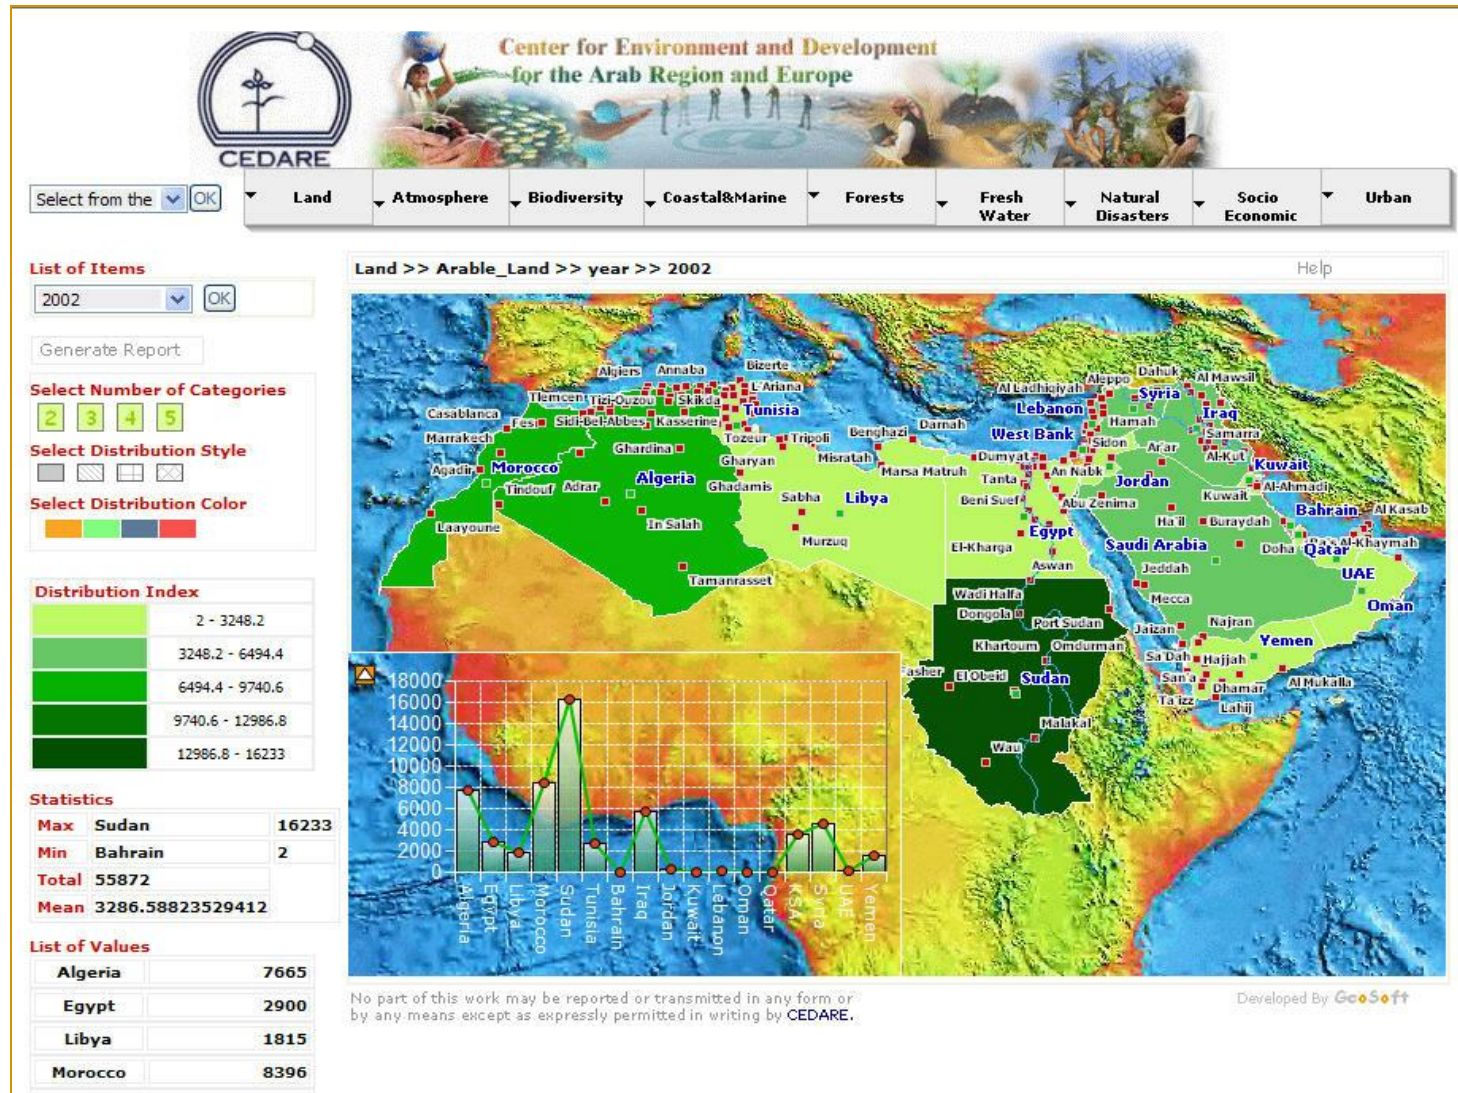 Center for Environment and Development
for the Arab Region and Europe
CEDARE
Select from the OK
Land
Atmosphere
Biodiversity
Coastal&Marine
Forests
Fresh
Water
Natural
Disasters
Socio
Economic
Urban
List of Items
2002 OK
Generate Report
Select Number of Categories
2 3 4 5
Select Distribution Style
Select Distribution Color
Distribution Index
2 - 3248.2
3248.2 - 6494.4
6494.4 - 9740.6
9740.6 - 12986.8
12986.8 - 16233
Statistics
Max Sudan 16233
Min Bahrain 2
Total 55872
Mean 3286.58823529412
List of Values
Algeria 7665
Egypt 2900
Libya 1815
Morocco 8396
Land >> Arable_Land >> year >> 2002
Help
Algiers
Annaba
Bizerte
Tlemcen
Tizi-Ouzou
Skikda
L'Ariana
Tunisia
Casablanca
Fes
Sidi-Bel-Abbes
Kasserine
Marrakech
Ghardina
Tozeur
Tripoli
Benghazi
Darnah
Agadir
Morocco
Algeria
Gharyan
Misratah
Marsa Matruh
Tindouf
Adrar
Ghadamis
Sabha
Libya
Laayoune
In Salah
Murzuq
Tamanrasset
Al Ladhiqiyah
Aleppo
Dahuk
Al Mawsil
Syria
Lebanon
Hamah
Iraq
West Bank
Sidon
Samarra
Dumyat
Ar'ar
Al-Kut
Kuwait
Tanta
An Nabk
Jordan
Al-Ahmadi
Beni Suef
Abu Zenima
Kuwait
Bahrain
Al Kasab
Egypt
Ha'il
Buraydah
El-Kharga
Saudi Arabia
Doha
Qatar
Al-Khaymah
Aswan
Jeddah
UAE
Wadi Halfa
Mecca
Oman
Dongola
Port Sudan
Jaizan
Najran
Yemen
Khartoum
Omdurman
Sa'Dah
Hajjah
asher
El Obeid
Sudan
San'a
Dhamar
Al Mukalla
Ta'izz
Lahij
Malakal
Wau
18000
16000
14000
12000
10000
8000
6000
4000
2000
0
Algeria
Egypt
Libya
Morocco
Sudan
Tunisia
Bahrain
Iraq
Jordan
Kuwait
Lebanon
Oman
Qatar
KSA
Syria
UAE
Yemen
No part of this work may be reported or transmitted in any form or
by any means except as expressly permitted in writing by CEDARE.
Developed By GeoSoft